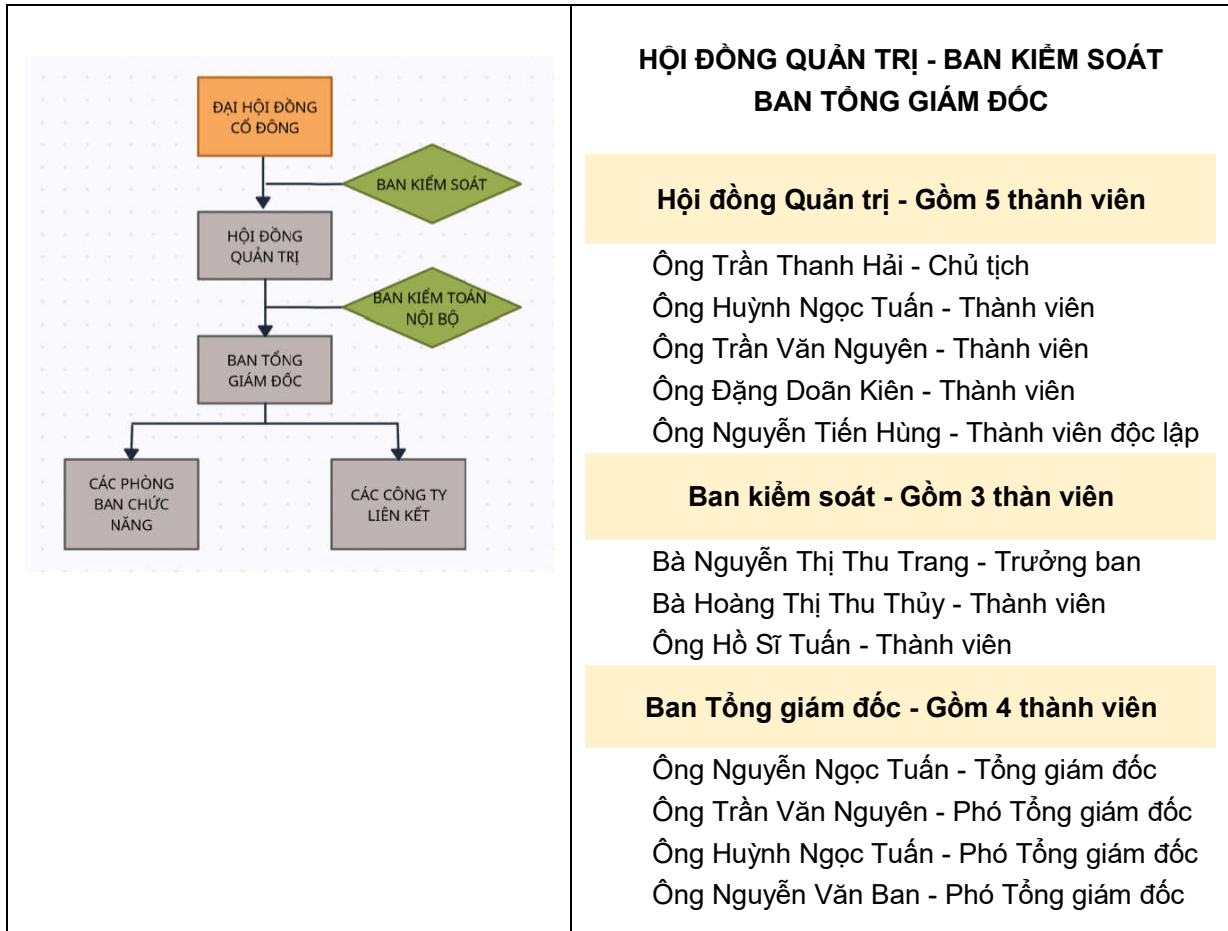 ĐẠI HỘI ĐỒNG
CỔ ĐÔNG
BAN KIỂM SOÁT
HỘI ĐỒNG
QUẢN TRỊ
BAN KIỂM TOÁN
NỘI BỘ
BAN TỔNG
GIÁM ĐỐC
CÁC PHÒNG
BAN CHỨC
NĂNG
CÁC CÔNG TY
LIÊN KẾT
HỘI ĐỒNG QUẢN TRỊ - BAN KIỂM SOÁT
BAN TỔNG GIÁM ĐỐC
Hội đồng Quản trị - Gồm 5 thành viên
Ông Trần Thanh Hải - Chủ tịch
Ông Huỳnh Ngọc Tuấn - Thành viên
Ông Trần Văn Nguyên - Thành viên
Ông Đặng Doãn Kiên - Thành viên
Ông Nguyễn Tiến Hùng - Thành viên độc lập
Ban kiểm soát - Gồm 3 thàn viên
Bà Nguyễn Thị Thu Trang - Trưởng ban
Bà Hoàng Thị Thu Thủy - Thành viên
Ông Hồ Sĩ Tuấn - Thành viên
Ban Tổng giám đốc - Gồm 4 thành viên
Ông Nguyễn Ngọc Tuấn - Tổng giám đốc
Ông Trần Văn Nguyên - Phó Tổng giám đốc
Ông Huỳnh Ngọc Tuấn - Phó Tổng giám đốc
Ông Nguyễn Văn Ban - Phó Tổng giám đốc